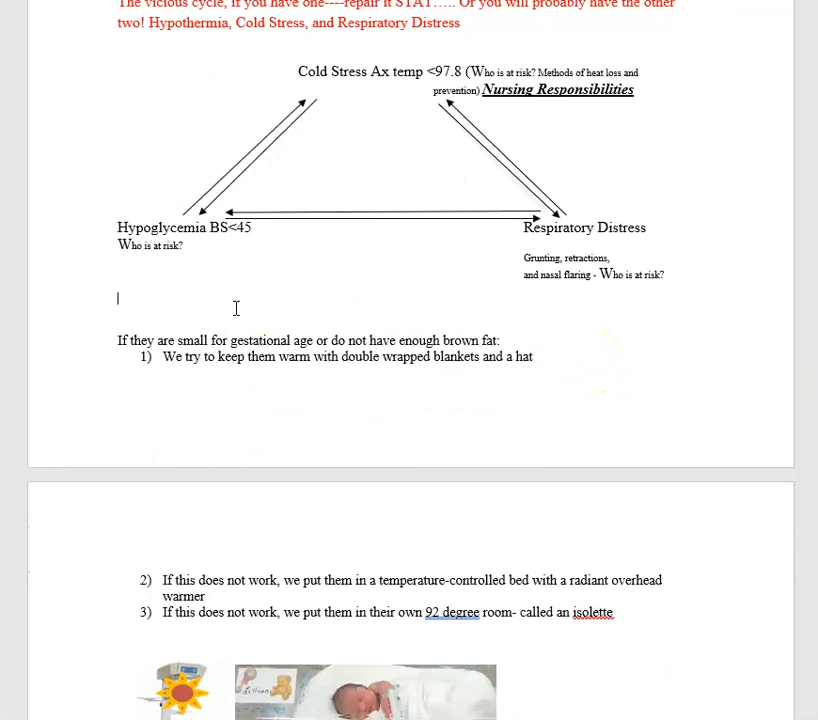 The vicious cycle, if you have one----repair it STAT….. Or you will probably have the other
two! Hypothermia, Cold Stress, and Respiratory Distress
Cold Stress Ax temp <97.8 (Who is at risk? Methods of heat loss and
prevention) Nursing Responsibilities
Hypoglycemia BS<45
Who is at risk?
Respiratory Distress
Grunting, retractions,
and nasal flaring - Who is at risk?
If they are small for gestational age or do not have enough brown fat:
1) We try to keep them warm with double wrapped blankets and a hat
2) If this does not work, we put them in a temperature-controlled bed with a radiant overhead
warmer
3) If this does not work, we put them in their own 92 degree room- called an isolette
Lillian